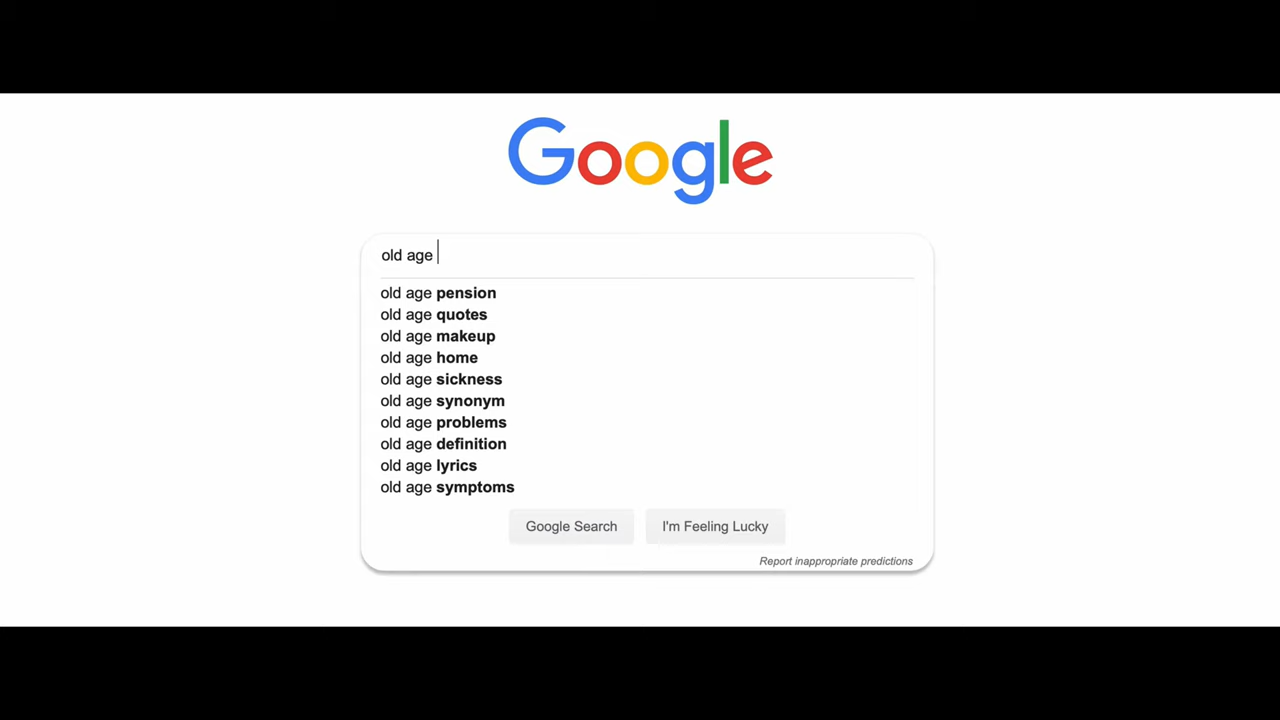 Google
old age
old age pension
old age quotes
old age makeup
old age home
old age sickness
old age synonym
old age problems
old age definition
old age lyrics
old age symptoms
Google Search I'm Feeling Lucky
Report inappropriate predictions